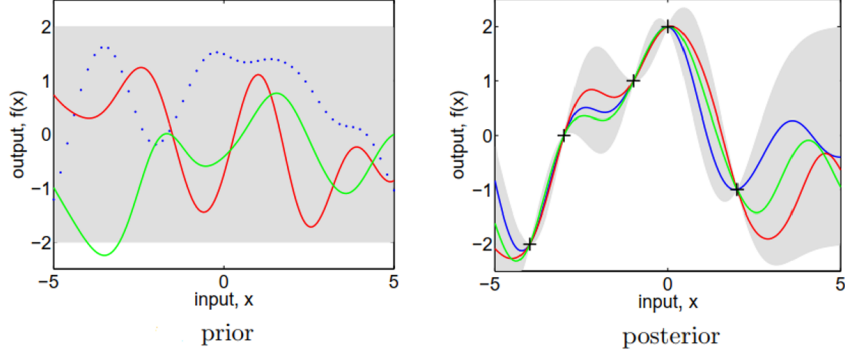 output, f(x)
2
1
0
−1
−2
−5
0
5
input, x
prior
output, f(x)
2
1
0
−1
−2
−5
0
5
input, x
posterior